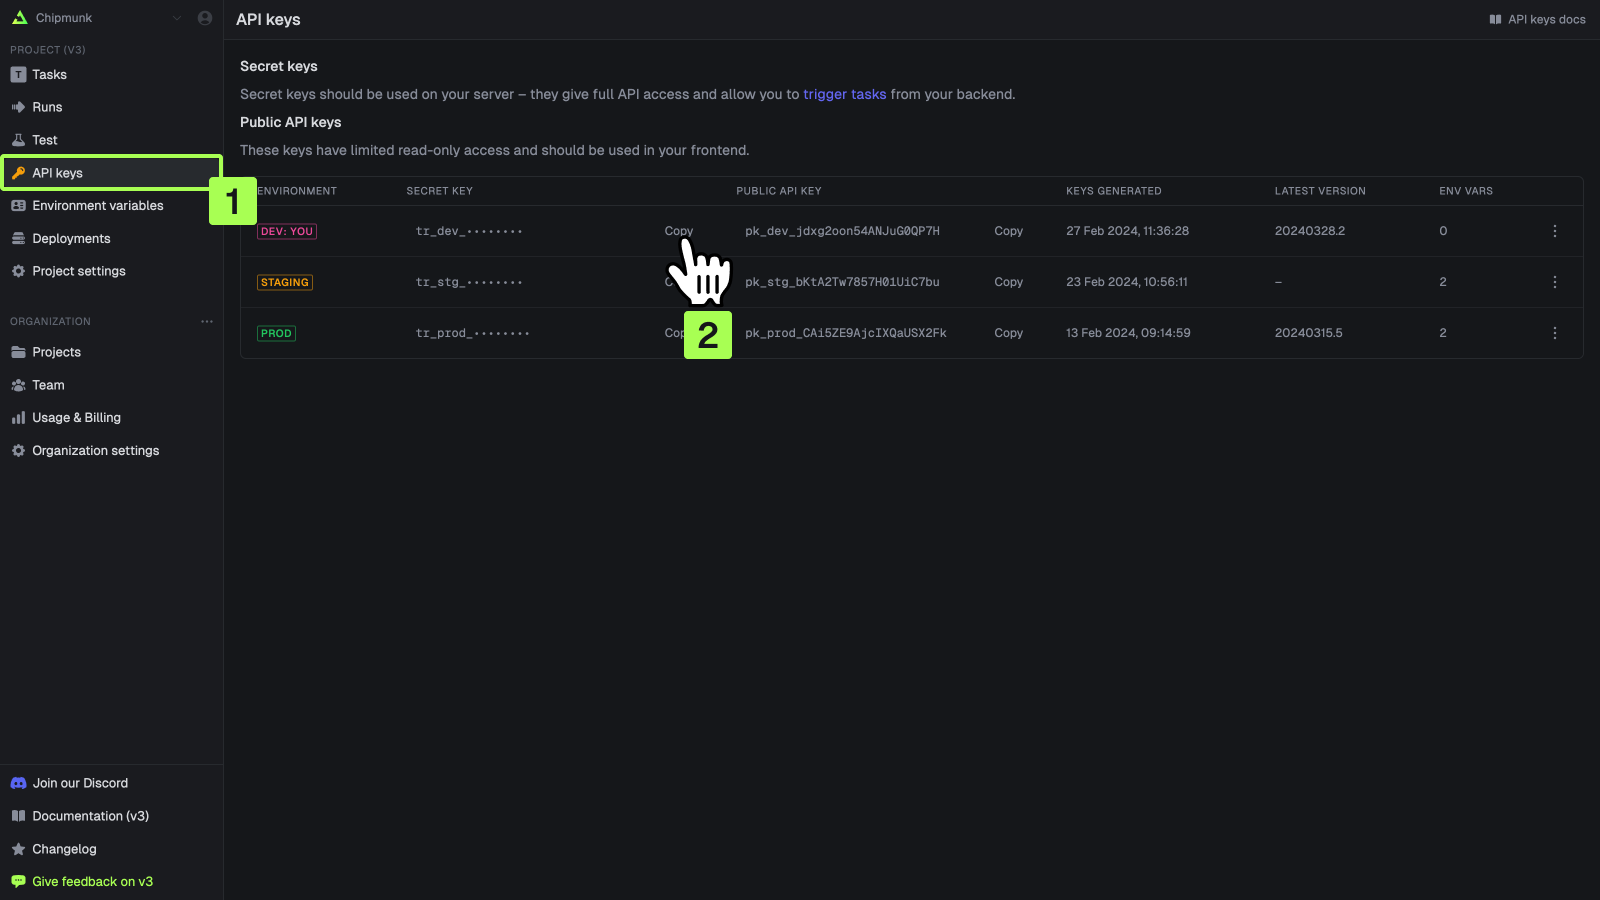 Chipmunk
API keys
API keys docs
PROJECT (V3)
Tasks
Runs
Test
API keys
Environment variables
Deployments
Project settings
ORGANIZATION
Projects
Team
Usage & Billing
Organization settings
Join our Discord
Documentation (v3)
Changelog
Give feedback on v3
1
Secret keys
Secret keys should be used on your server – they give full API access and allow you to trigger tasks from your backend.
Public API keys
These keys have limited read-only access and should be used in your frontend.
ENVIRONMENT SECRET KEY PUBLIC API KEY KEYS GENERATED LATEST VERSION ENV VARS
DEV: YOU tr_dev_•••••••• Copy pk_dev_jdxg2oon54ANJuG0QP7H Copy 27 Feb 2024, 11:36:28 20240328.2 0
STAGING tr_stg_•••••••• pk_stg_bKtA2Tw7857H01UiC7bu Copy 23 Feb 2024, 10:56:11 – 2
PROD tr_prod_•••••••• pk_prod_CAi5ZE9AjcIXQaUSX2Fk Copy 13 Feb 2024, 09:14:59 20240315.5 2
2